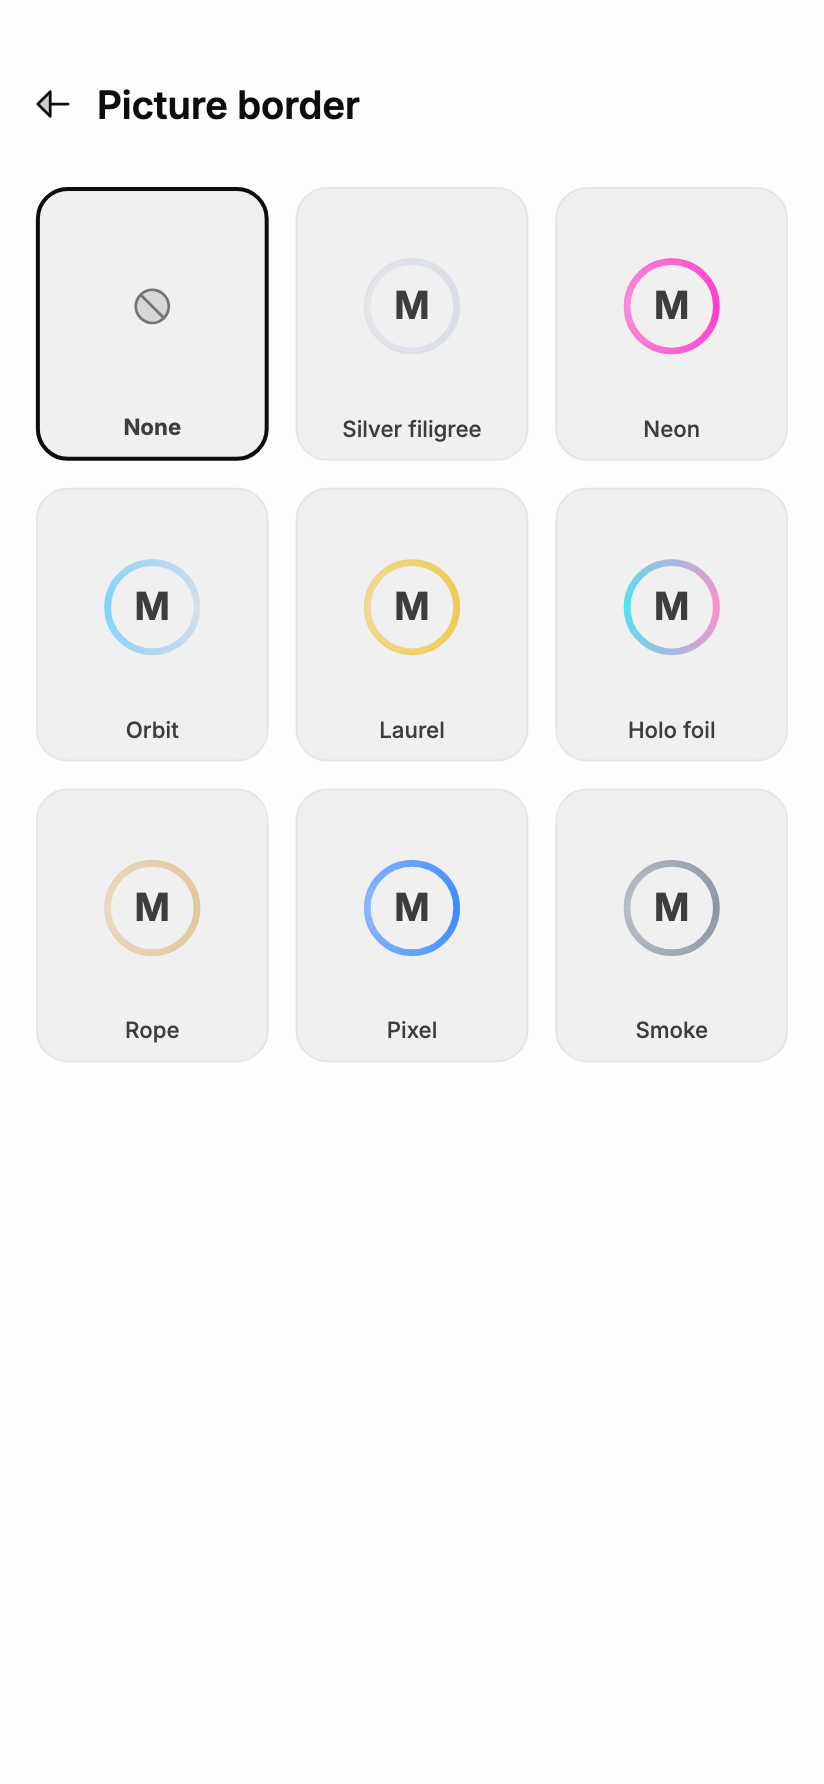 Picture border
None
M
Silver filigree
M
Neon
M
Orbit
M
Laurel
M
Holo foil
M
Rope
M
Pixel
M
Smoke